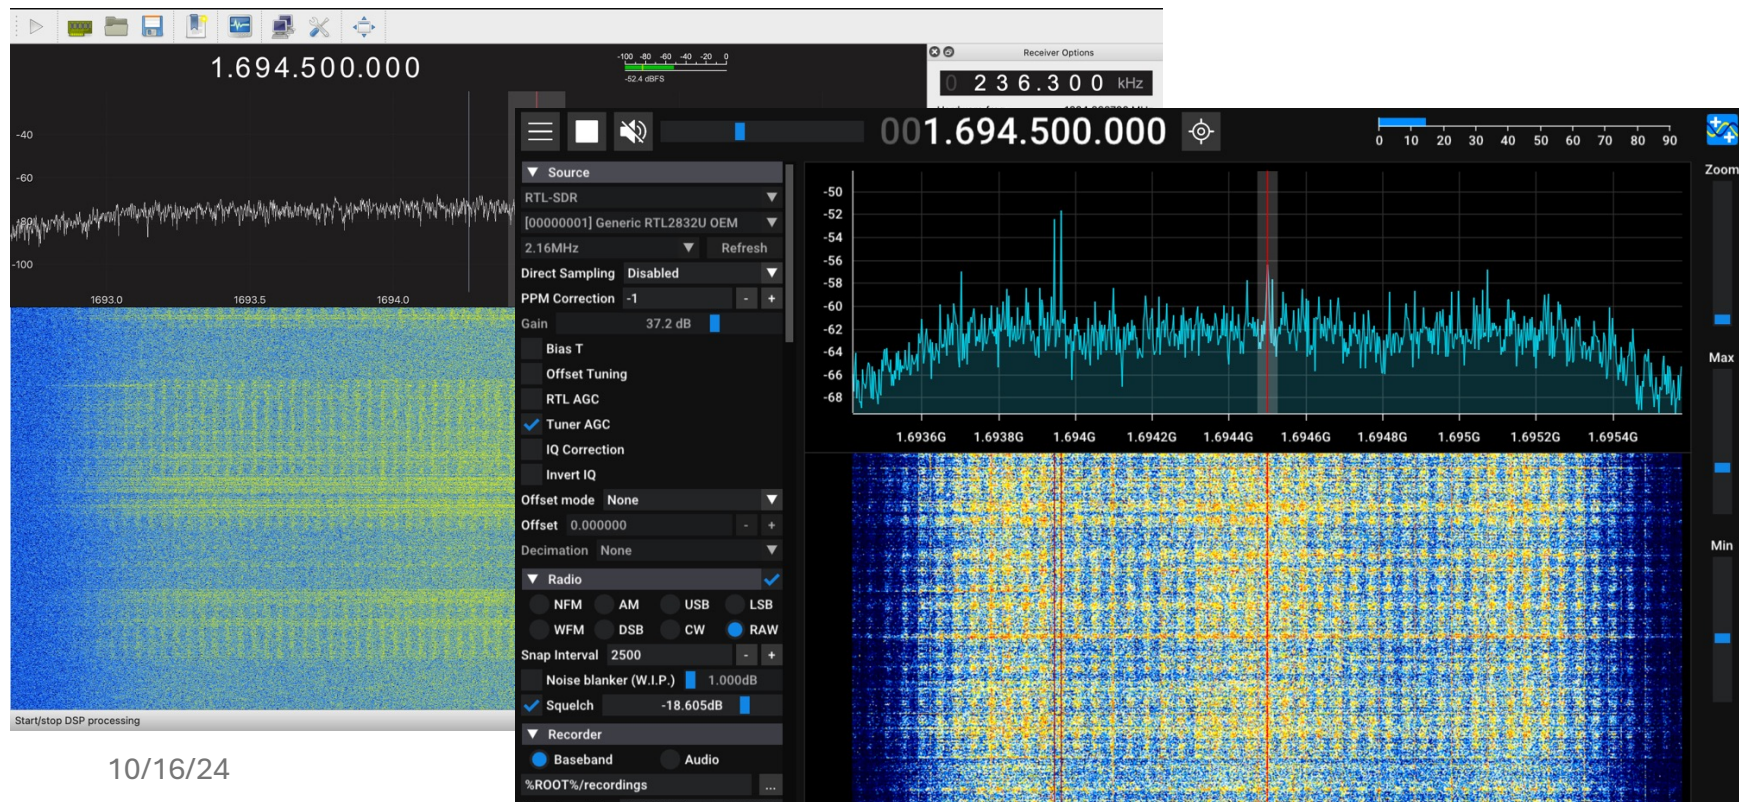 1.694.500.000
-100 -80 -60 -40 -20 0
-52.4 dBFS
Receiver Options
0 236.300 kHz
-40
-60
-80
-100
1693.0 1693.5 1694.0
Start/stop DSP processing
001.694.500.000
0 10 20 30 40 50 60 70 80 90
Source
RTL-SDR
[00000001] Generic RTL2832U OEM
2.16MHz Refresh
Direct Sampling Disabled
PPM Correction -1 - +
Gain 37.2 dB
Bias T
Offset Tuning
RTL AGC
Tuner AGC
IQ Correction
Invert IQ
Offset mode None
Offset 0.000000 - +
Decimation None
Radio
NFM AM USB LSB
WFM DSB CW RAW
Snap Interval 2500 - +
Noise blanker (W.I.P.) 1.000dB
Squelch -18.605dB
Recorder
Baseband Audio
%ROOT%/recordings ...
-50
-52
-54
-56
-58
-60
-62
-64
-66
-68
1.6936G 1.6938G 1.694G 1.6942G 1.6944G 1.6946G 1.6948G 1.695G 1.6952G 1.6954G
Zoom
Max
Min
10/16/24